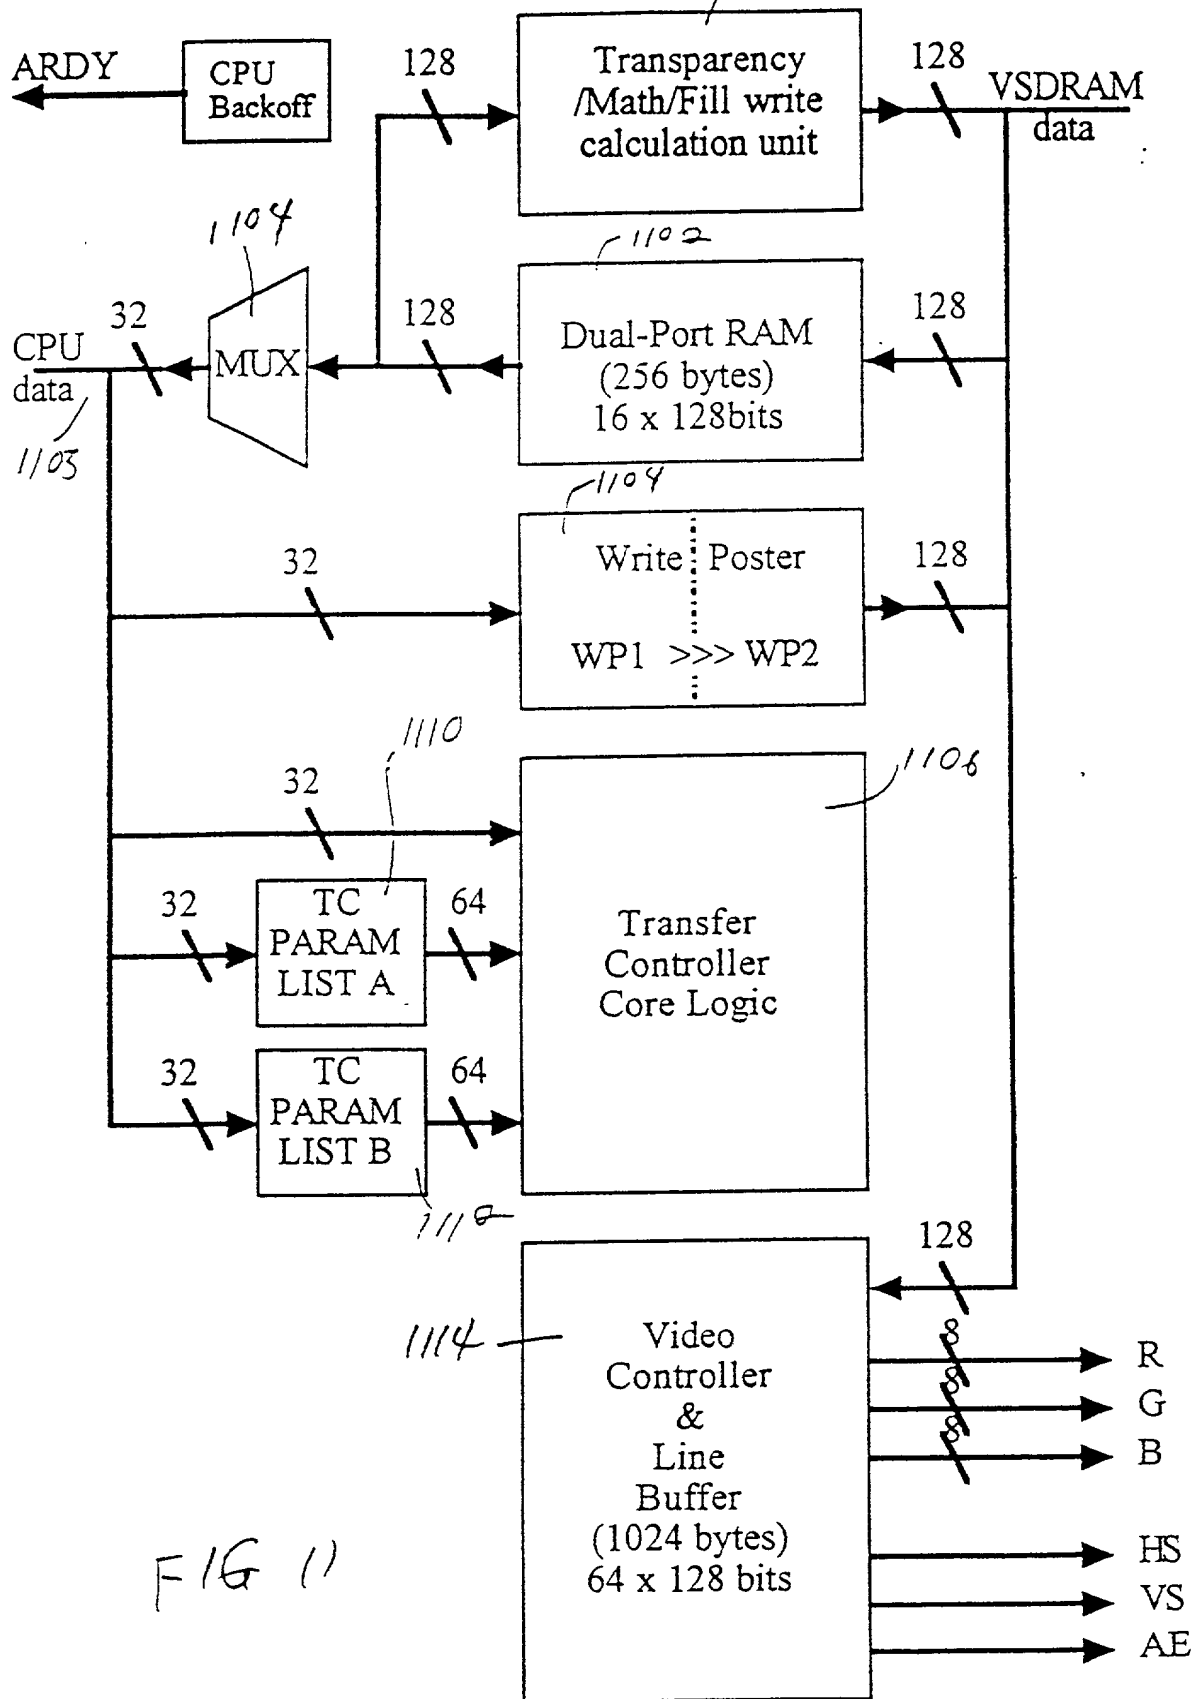 ARDY
CPU
Backoff
128
Transparency
/Math/Fill write
calculation unit
128
VSDRAM
data
1104
1102
CPU
data
32
MUX
128
Dual-Port RAM
(256 bytes)
16 x 128bits
128
1103
1104
32
Write Poster
WP1 >>> WP2
128
1110
1106
32
32
TC
PARAM
LIST A
64
Transfer
Controller
Core Logic
32
TC
PARAM
LIST B
64
1112
128
1114
Video
Controller
&
Line
Buffer
(1024 bytes)
64 x 128 bits
8
R
8
G
8
B
HS
VS
AE
FIG 11